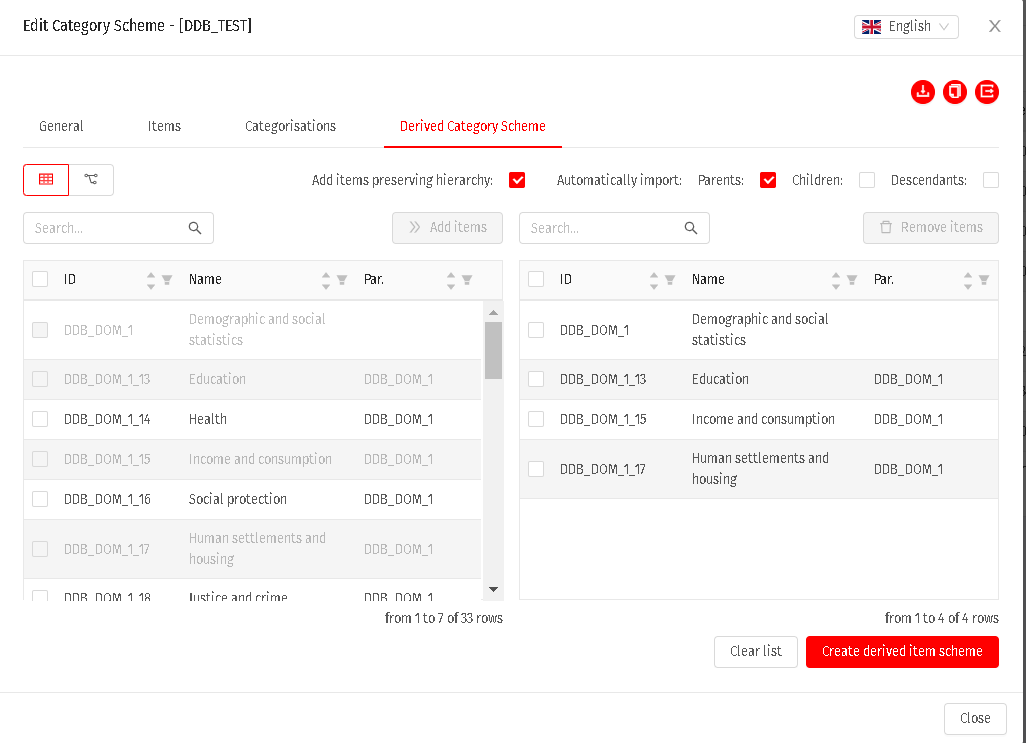 Edit Category Scheme - [DDB_TEST]
English
General Items Categorisations Derived Category Scheme
Add items preserving hierarchy: Automatically import: Parents: Children: Descendants:
Search... Add items Search... Remove items
ID Name Par. ID Name Par.
DDB_DOM_1 Demographic and social statistics
DDB_DOM_1_13 Education DDB_DOM_1
DDB_DOM_1_14 Health DDB_DOM_1
DDB_DOM_1_15 Income and consumption DDB_DOM_1
DDB_DOM_1_16 Social protection DDB_DOM_1
DDB_DOM_1_17 Human settlements and housing DDB_DOM_1
DDB_DOM_1_18 Justice and crime DDB_DOM_1
from 1 to 7 of 33 rows
DDB_DOM_1 Demographic and social statistics
DDB_DOM_1_13 Education DDB_DOM_1
DDB_DOM_1_15 Income and consumption DDB_DOM_1
DDB_DOM_1_17 Human settlements and housing DDB_DOM_1
from 1 to 4 of 4 rows
Clear list Create derived item scheme
Close